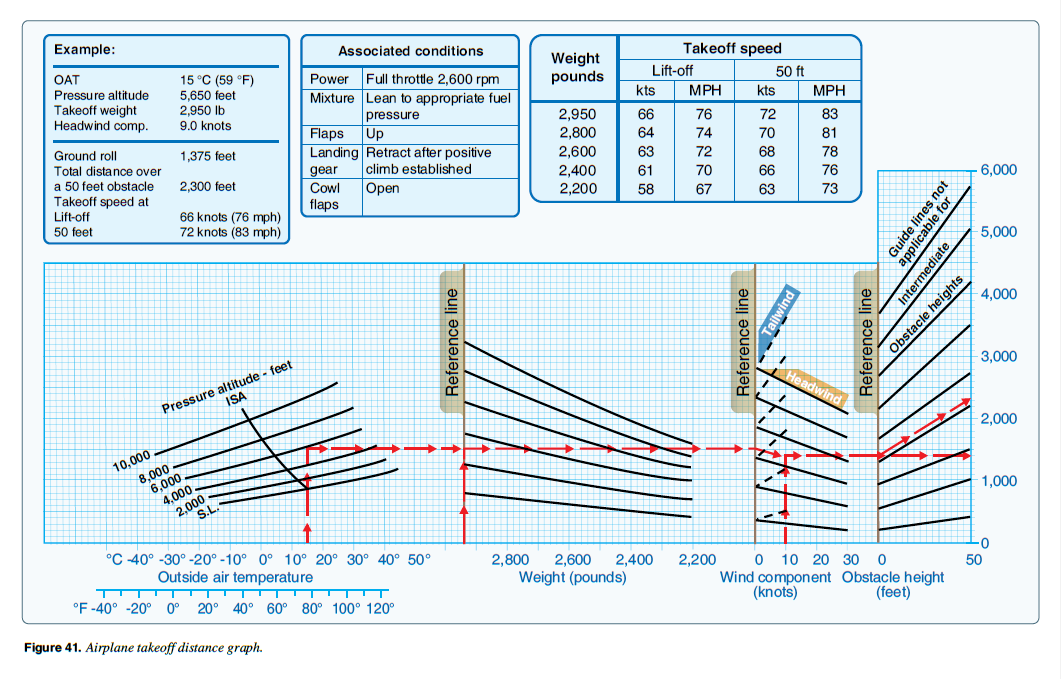 Example:
OAT 15 °C (59 °F)
Pressure altitude 5,650 feet
Takeoff weight 2,950 lb
Headwind comp. 9.0 knots
Ground roll 1,375 feet
Total distance over
a 50 feet obstacle 2,300 feet
Takeoff speed at
Lift-off 66 knots (76 mph)
50 feet 72 knots (83 mph)
Associated conditions
Power Full throttle 2,600 rpm
Mixture Lean to appropriate fuel
pressure
Flaps Up
Landing Retract after positive
gear climb established
Cowl Open
flaps
Weight
pounds
Takeoff speed
Lift-off 50 ft
kts MPH kts MPH
2,950 66 76 72 83
2,800 64 74 70 81
2,600 63 72 68 78
2,400 61 70 66 76
2,200 58 67 63 73
Pressure altitude - feet
ISA
10,000
8,000
6,000
4,000
2,000
S.L.
Reference line
Reference line
Tailwind
Headwind
Reference line
Guide lines not
applicable for
Intermediate
Obstacle heights
6,000
5,000
4,000
3,000
2,000
1,000
0
°C -40° -30° -20° -10° 0° 10° 20° 30° 40° 50°
Outside air temperature
°F -40° -20° 0° 20° 40° 60° 80° 100° 120°
2,800 2,600 2,400 2,200
Weight (pounds)
0 10 20 30
Wind component
(knots)
0 50
Obstacle height
(feet)
Figure 41. Airplane takeoff distance graph.